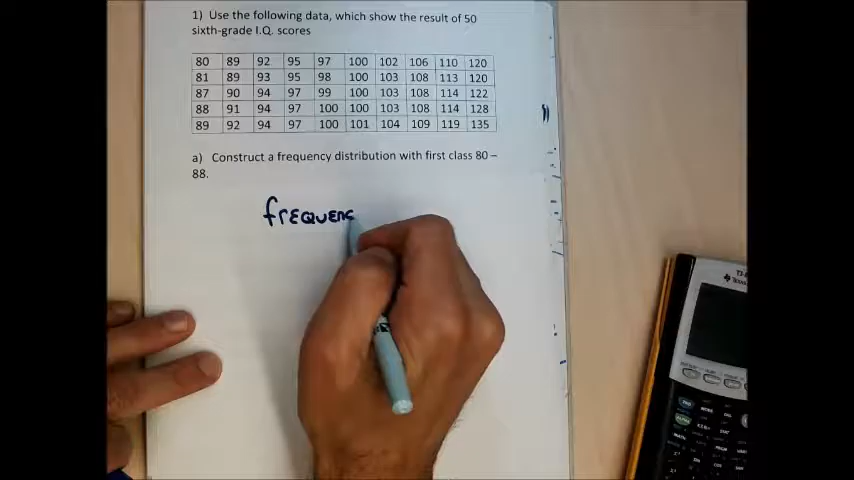 1) Use the following data, which show the result of 50
sixth-grade I.Q. scores
80 89 92 95 97 100 102 106 110 120
81 89 93 95 98 100 103 108 113 120
87 90 94 97 99 100 103 108 114 122
88 91 94 97 100 100 103 108 114 128
89 92 94 97 100 101 104 109 119 135
a) Construct a frequency distribution with first class 80 –
88.
frequenc